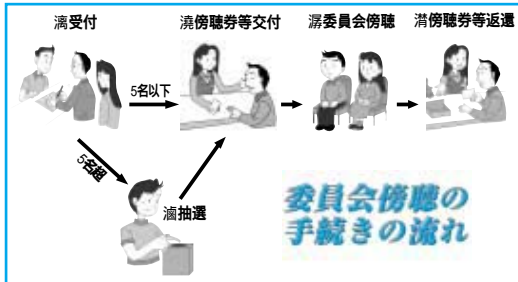 漓受付
澆傍聴券等交付
潺委員会傍聴
潸傍聴券等返還
5名以下
5名超
滷抽選
委員会傍聴の
手続きの流れ